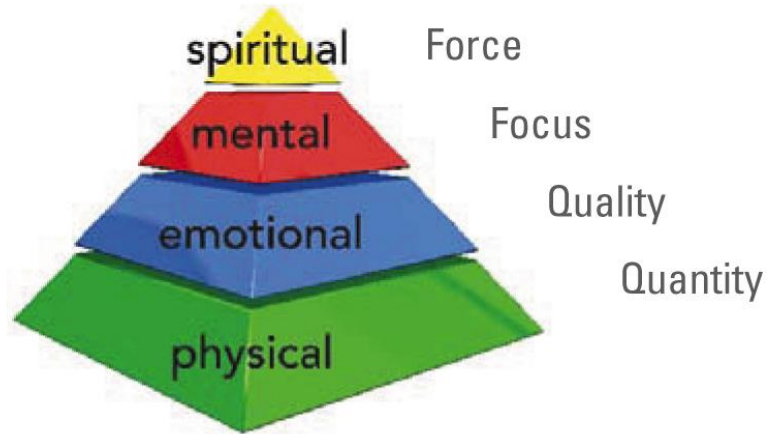 spiritual Force
mental Focus
emotional Quality
physical Quantity